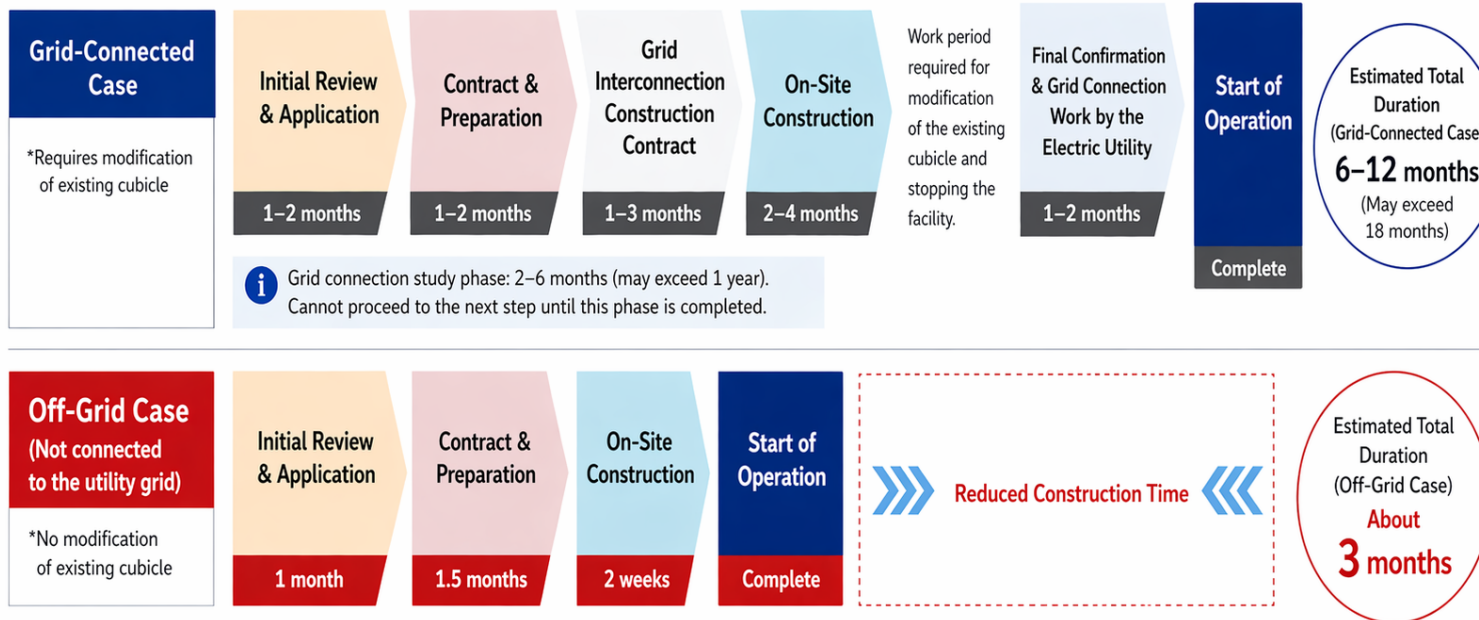 Grid-Connected
Case
*Requires modification
of existing cubicle
Initial Review
& Application
1–2 months
Contract &
Preparation
1–2 months
Grid
Interconnection
Construction
Contract
1–3 months
On-Site
Construction
2–4 months
Work period
required for
modification
of the existing
cubicle and
stopping the
facility.
Final Confirmation
& Grid Connection
Work by the
Electric Utility
1–2 months
Start of
Operation
Complete
Estimated Total
Duration
(Grid-Connected Case
6–12 months
(May exceed
18 months)
i
Grid connection study phase: 2–6 months (may exceed 1 year).
Cannot proceed to the next step until this phase is completed.
Off-Grid Case
(Not connected
to the utility grid)
*No modification
of existing cubicle
Initial Review
& Application
1 month
Contract &
Preparation
1.5 months
On-Site
Construction
2 weeks
Start of
Operation
Complete
Reduced Construction Time
Estimated Total
Duration
(Off-Grid Case)
About
3 months